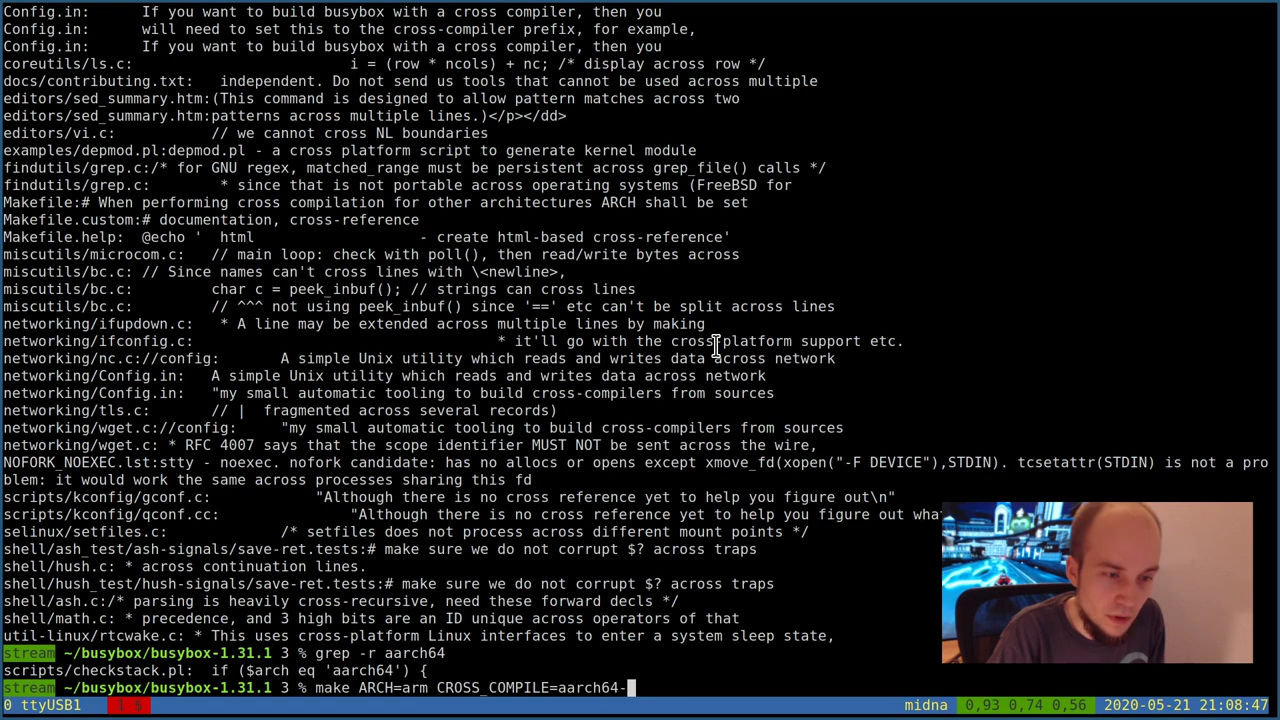 Config.in:      If you want to build busybox with a cross compiler, then you
Config.in:      will need to set this to the cross-compiler prefix, for example,
Config.in:      If you want to build busybox with a cross compiler, then you
coreutils/ls.c:                         i = (row * ncols) + nc; /* display across row */
docs/contributing.txt:   independent. Do not send us tools that cannot be used across multiple
editors/sed_summary.htm:(This command is designed to allow pattern matches across two
editors/sed_summary.htm:patterns across multiple lines.)</p></dd>
editors/vi.c:           // we cannot cross NL boundaries
examples/depmod.pl:depmod.pl - a cross platform script to generate kernel module
findutils/grep.c:/* for GNU regex, matched_range must be persistent across grep_file() calls */
findutils/grep.c:        * since that is not portable across operating systems (FreeBSD for
Makefile:# When performing cross compilation for other architectures ARCH shall be set
Makefile.custom:# documentation, cross-reference
Makefile.help:  @echo '  html           - create html-based cross-reference'
miscutils/microcom.c:   // main loop: check with poll(), then read/write bytes across
miscutils/bc.c: // Since names can't cross lines with \<newline>,
miscutils/bc.c:         char c = peek_inbuf(); // strings can cross lines
miscutils/bc.c:         // ^^^ not using peek_inbuf() since '==' etc can't be split across lines
networking/ifupdown.c:   * A line may be extended across multiple lines by making
networking/ifconfig.c:                                   * it'll go with the cross-platform support etc.
networking/nc.c://config:       A simple Unix utility which reads and writes data across network
networking/Config.in:   A simple Unix utility which reads and writes data across network
networking/Config.in:   "my small automatic tooling to build cross-compilers from sources
networking/tls.c:       // |  fragmented across several records)
networking/wget.c://config:     "my small automatic tooling to build cross-compilers from sources
networking/wget.c: * RFC 4007 says that the scope identifier MUST NOT be sent across the wire,
NOFORK_NOEXEC.lst:stty - noexec. nofork candidate: has no allocs or opens except xmove_fd(xopen("-F DEVICE"),STDIN). tcsetattr(STDIN) is not a pro
blem: it would work the same across processes sharing this fd
scripts/kconfig/gconf.c:            "Although there is no cross reference yet to help you figure out\n"
scripts/kconfig/qconf.cc:               "Although there is no cross reference yet to help you figure out
selinux/setfiles.c:             /* setfiles does not process across different mount points */
shell/ash_test/ash-signals/save-ret.tests:# make sure we do not corrupt $? across traps
shell/hush.c: * across continuation lines.
shell/hush_test/hush-signals/save-ret.tests:# make sure we do not corrupt $? across traps
shell/ash.c:/* parsing is heavily cross-recursive, need these forward decls */
shell/math.c: * precedence, and 3 high bits are an ID unique across operators of that
util-linux/rtcwake.c: * This uses cross-platform Linux interfaces to enter a system sleep state,
stream ~/busybox/busybox-1.31.1 3 % grep -r aarch64
scripts/checkstack.pl:  if ($arch eq 'aarch64') {
stream ~/busybox/busybox-1.31.1 3 % make ARCH=arm CROSS_COMPILE=aarch64-
0 ttyUSB1  1 $ midna 0,93 0,74 0,56 2020-05-21 21:08:47